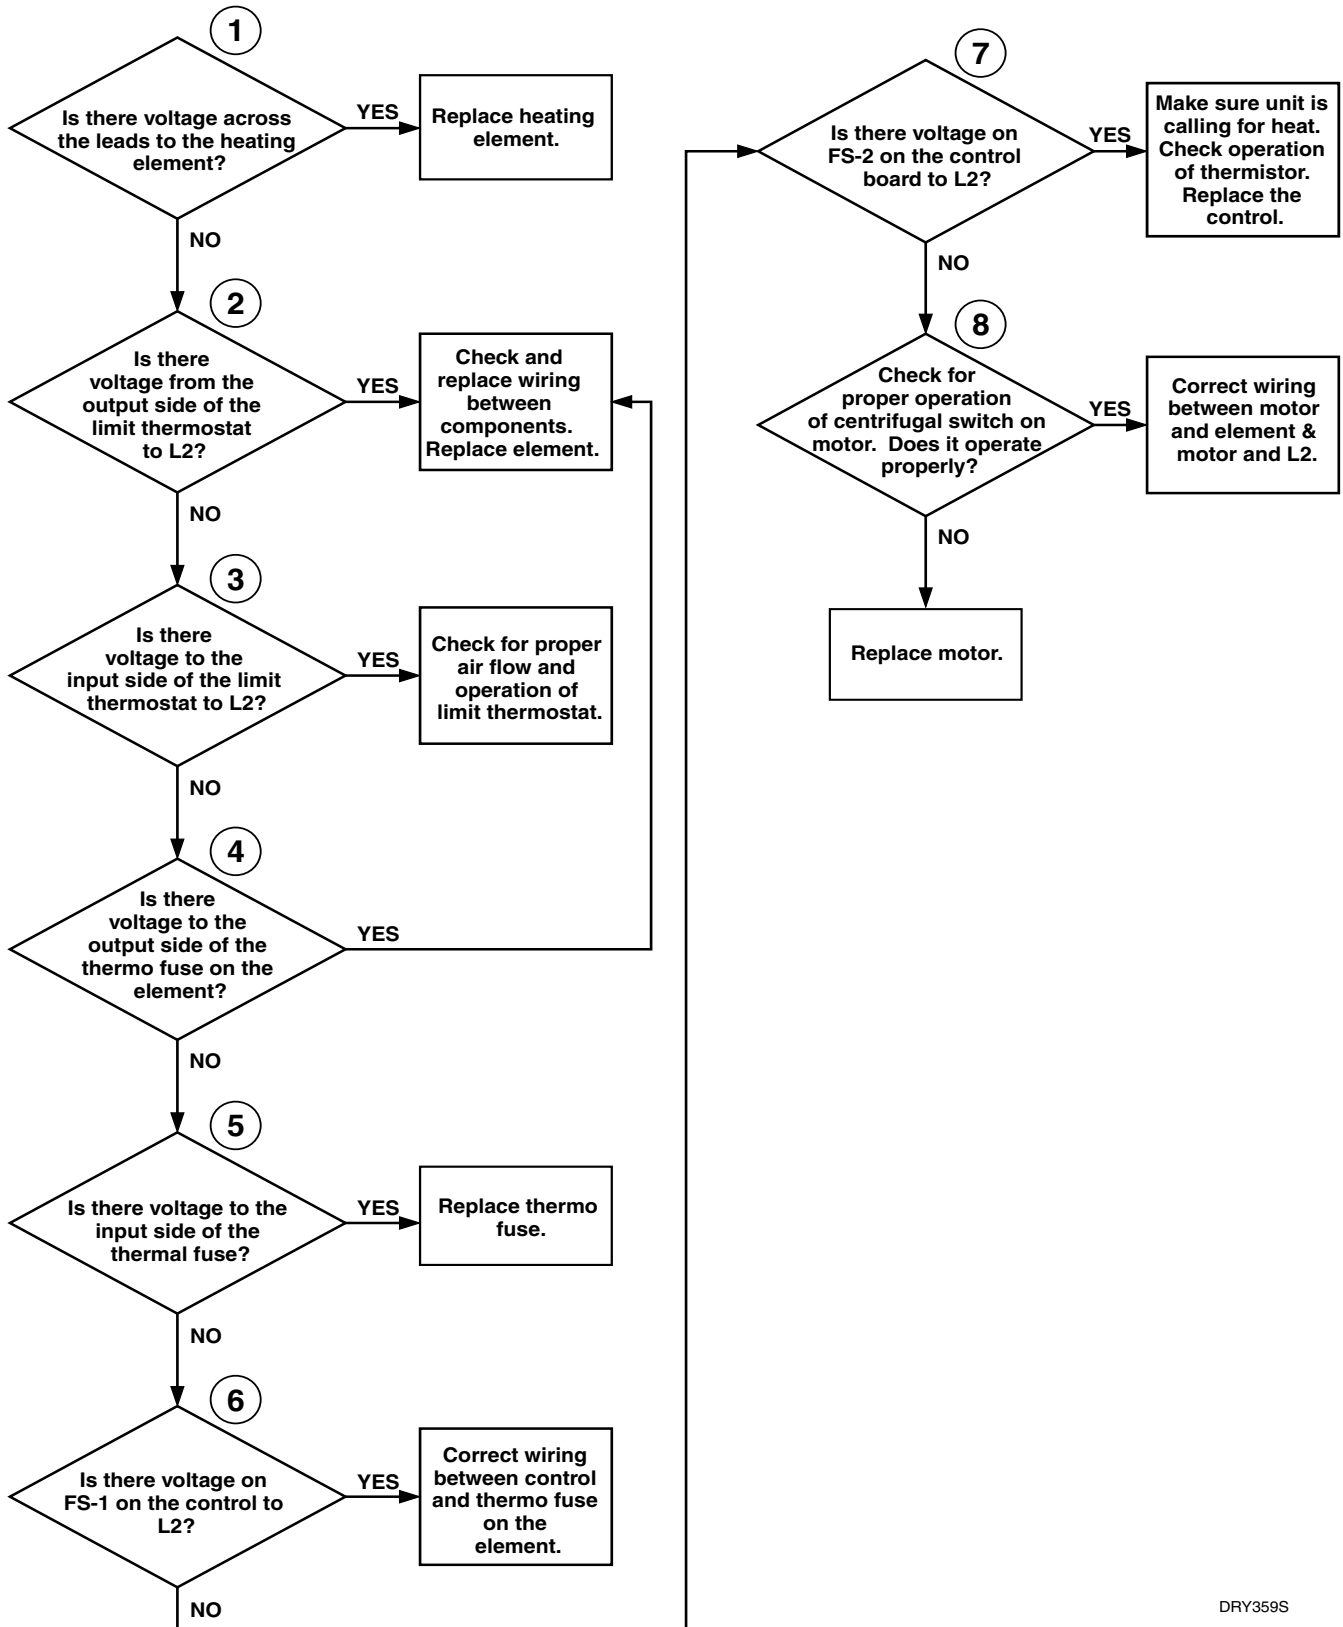 1
Is there voltage across
the leads to the heating
element?
YES
Replace heating
element.
NO
2
Is there
voltage from the
output side of the
limit thermostat
to L2?
YES
Check and
replace wiring
between
components.
Replace element.
NO
3
Is there
voltage to the
input side of the limit
thermostat to L2?
YES
Check for proper
air flow and
operation of
limit thermostat.
NO
4
Is there
voltage to the
output side of the
thermo fuse on the
element?
YES
NO
5
Is there voltage to the
input side of the
thermal fuse?
YES
Replace thermo
fuse.
NO
6
Is there voltage on
FS-1 on the control to
L2?
YES
Correct wiring
between control
and thermo fuse
on the
element.
NO
7
Is there voltage on
FS-2 on the control
board to L2?
YES
Make sure unit is
calling for heat.
Check operation
of thermistor.
Replace the
control.
NO
8
Check for
proper operation
of centrifugal switch on
motor. Does it operate
properly?
YES
Correct wiring
between motor
and element &
motor and L2.
NO
Replace motor.
DRY359S